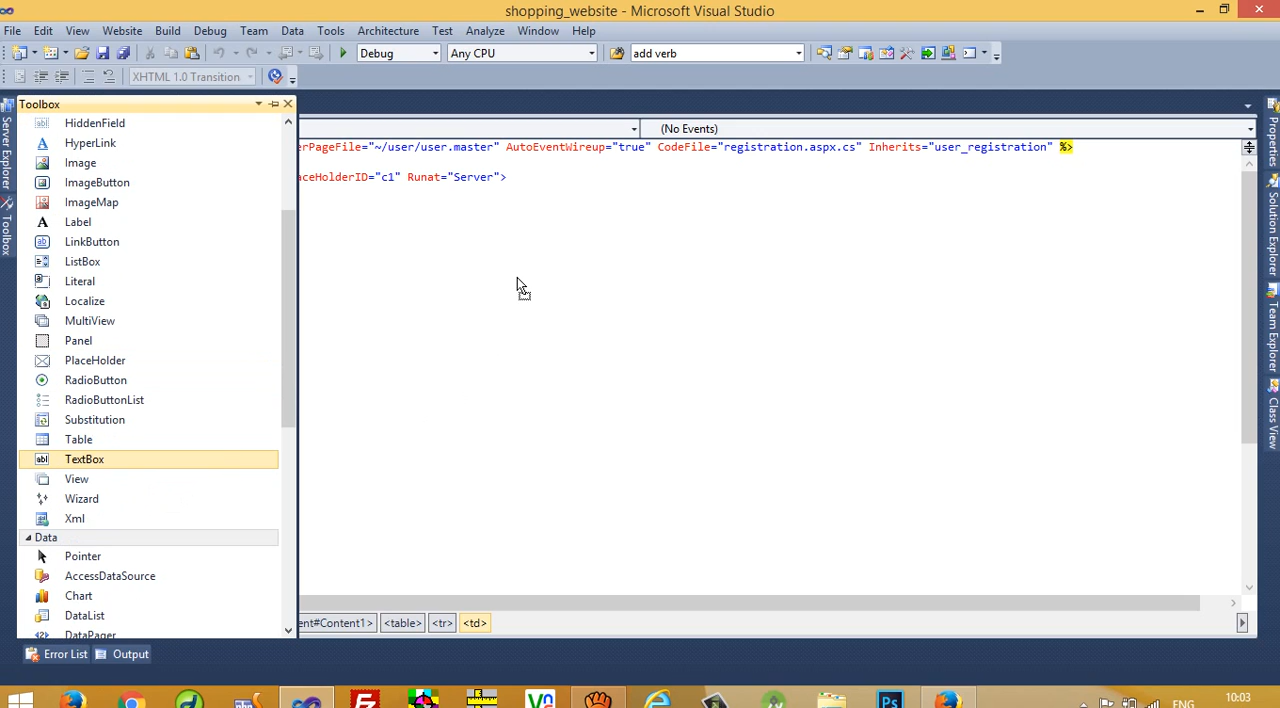 shopping_website - Microsoft Visual Studio
File Edit View Website Build Debug Team Data Tools Architecture Test Analyze Window Help
Debug Any CPU add verb
XHTML 1.0 Transition
Toolbox
(No Events)
HiddenField
erPageFile="~/user/user.master" AutoEventWireup="true" CodeFile="registration.aspx.cs" Inherits="user_registration" %>
HyperLink
Image
aceHolderID="c1" Runat="Server">
ImageButton
ImageMap
Label
LinkButton
ListBox
Literal
Localize
MultiView
Panel
PlaceHolder
RadioButton
RadioButtonList
Substitution
Table
TextBox
View
Wizard
Xml
Data
Pointer
AccessDataSource
Chart
DataList
DataPager
ent#Content1> <table> <tr> <td>
Server Explorer
Toolbox
Properties
Solution Explorer
Team Explorer
Class View
Error List Output
ENG
10:03